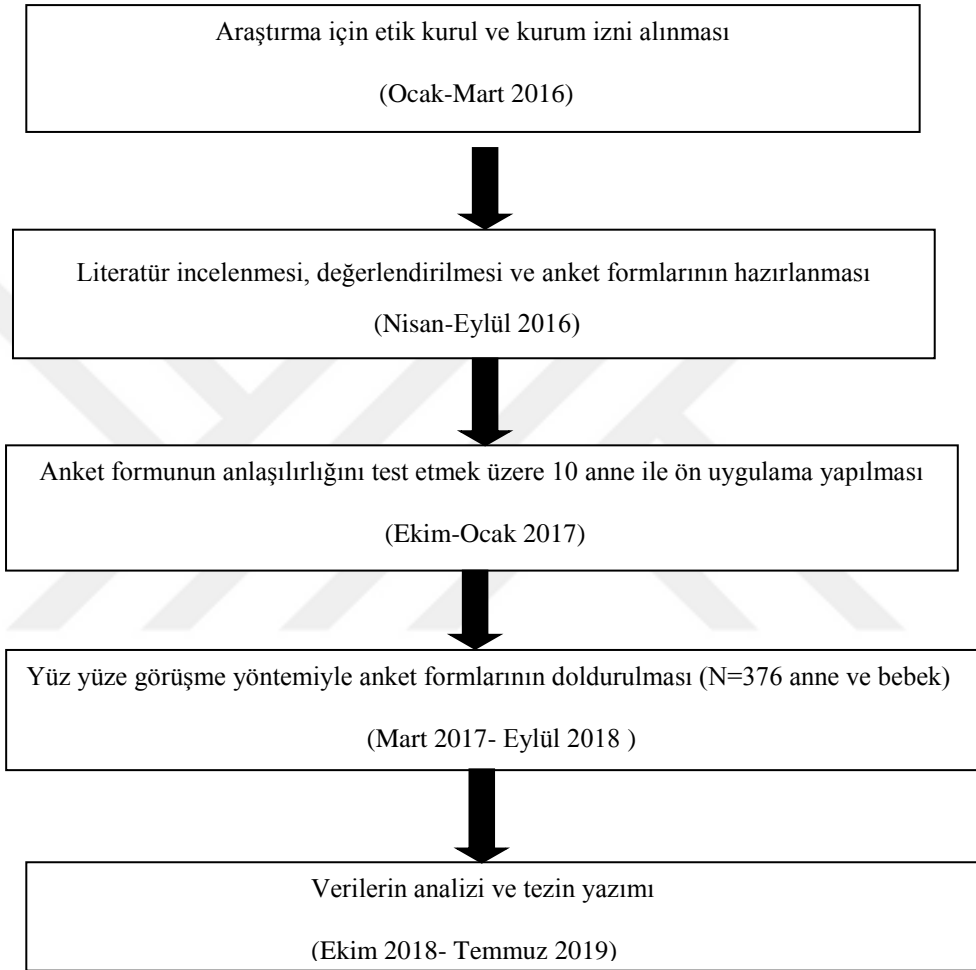 Araştırma için etik kurul ve kurum izni alınması
(Ocak-Mart 2016)
Literatür incelenmesi, değerlendirilmesi ve anket formlarının hazırlanması
(Nisan-Eylül 2016)
Anket formunun anlaşılırlığını test etmek üzere 10 anne ile ön uygulama yapılması
(Ekim-Ocak 2017)
Yüz yüze görüşme yöntemiyle anket formlarının doldurulması (N=376 anne ve bebek)
(Mart 2017- Eylül 2018 )
Verilerin analizi ve tezin yazımı
(Ekim 2018- Temmuz 2019)